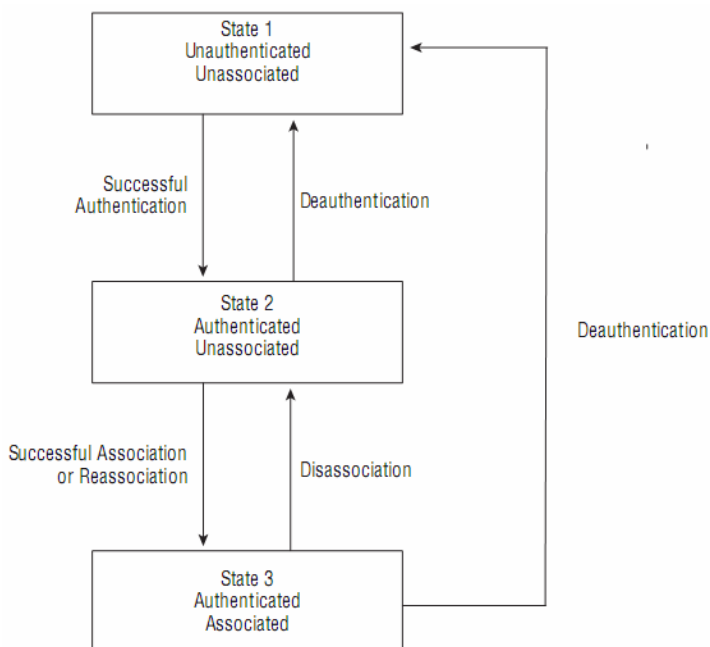 State 1
Unauthenticated
Unassociated
Successful
Authentication
Deauthentication
State 2
Authenticated
Unassociated
Deauthentication
Successful Association
or Reassociation
Disassociation
State 3
Authenticated
Associated